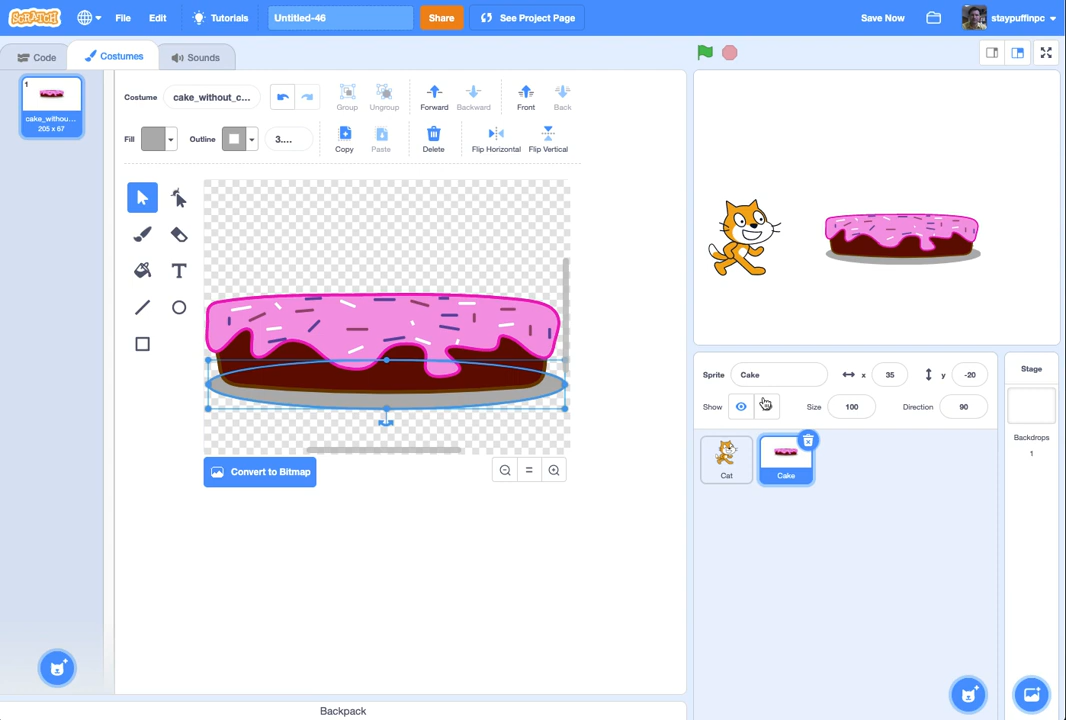 SCRATCH File Edit Tutorials Untitled-46 Share See Project Page Save Now staypuffinpc
Code Costumes Sounds
1
cake_withou...
205 x 67
Costume cake_without_c... Group Ungroup Forward Backward Front Back
Fill Outline 3.... Copy Paste Delete Flip Horizontal Flip Vertical
T
Convert to Bitmap
Sprite Cake x 35 y -20
Show Size 100 Direction 90
Cat
Cake
Stage
Backdrops
1
Backpack